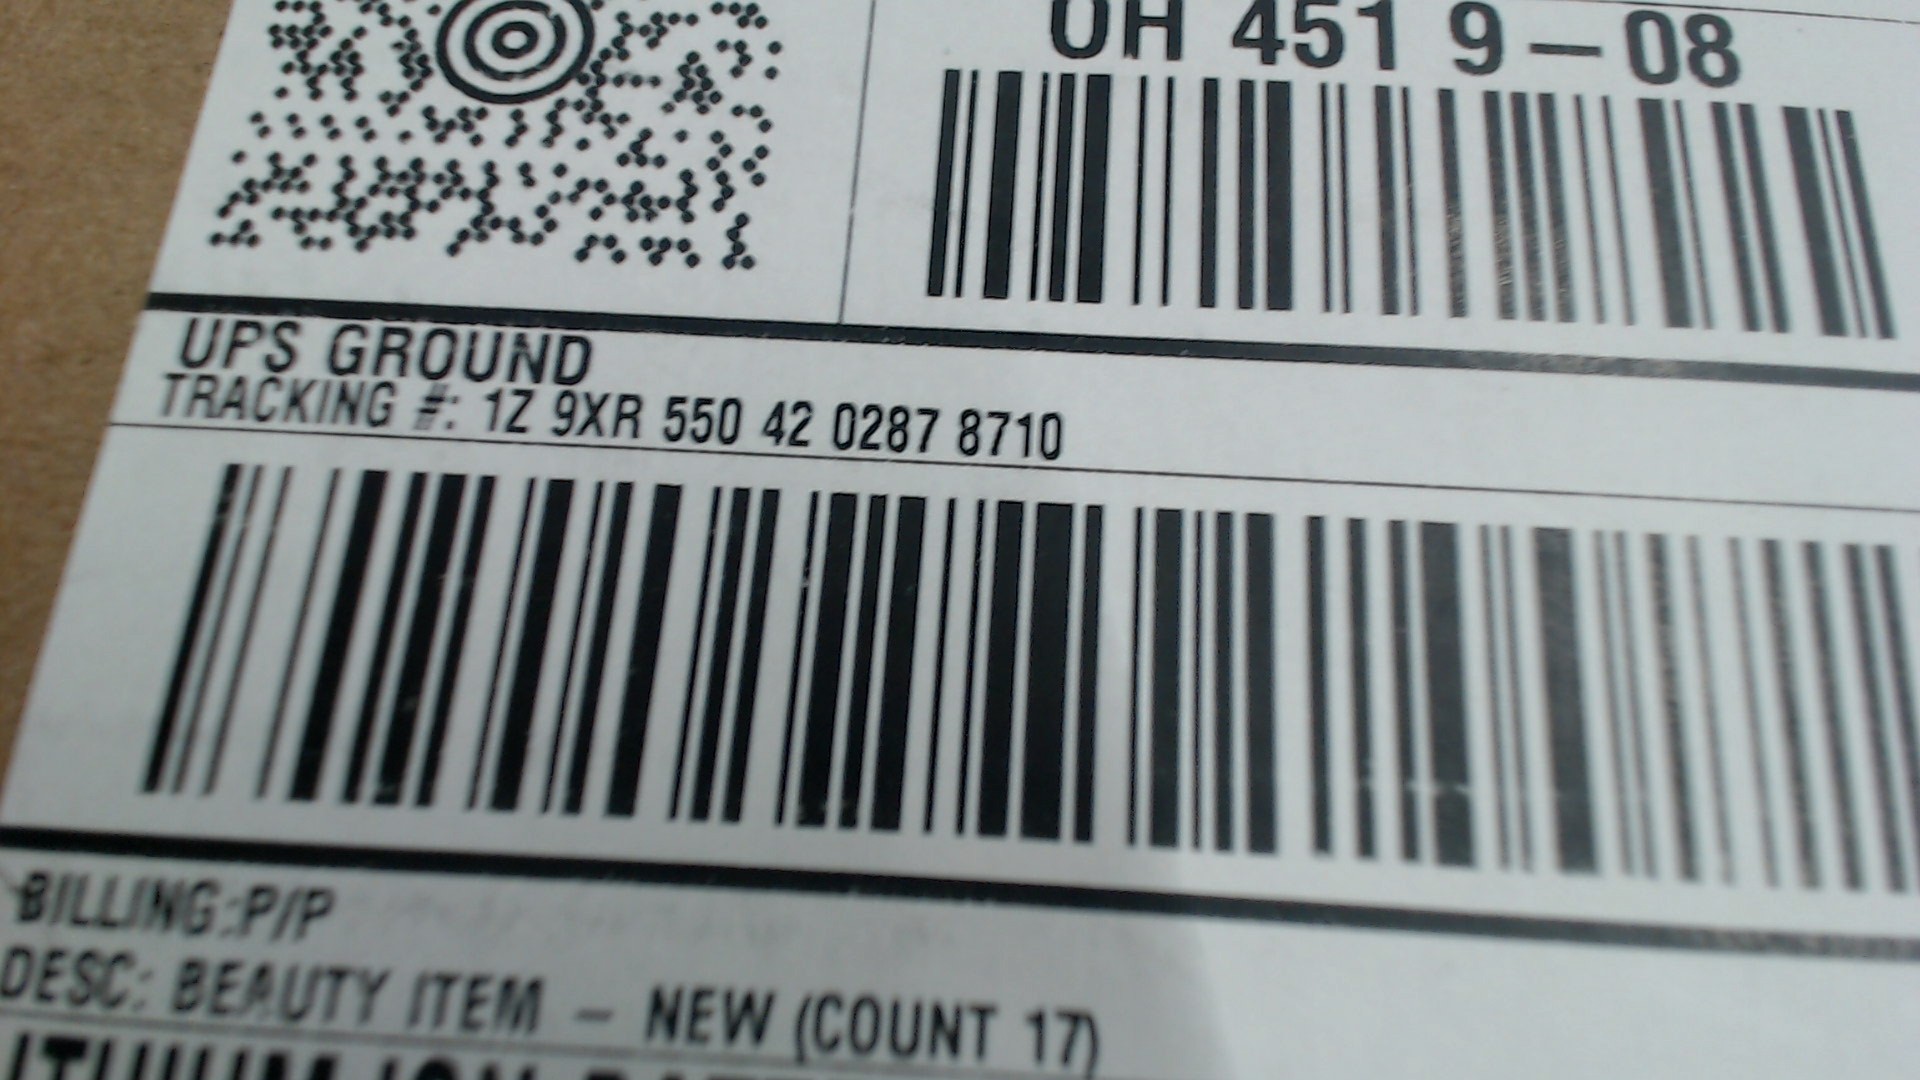 OH 451 9-08
UPS GROUND
TRACKING #: 1Z 9XR 550 42 0287 8710
BILLING:P/P
DESC: BEAUTY ITEM - NEW (COUNT 17)